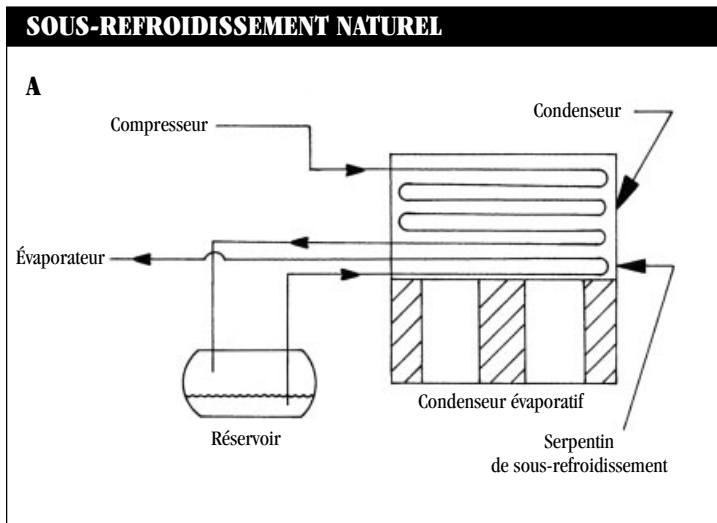 SOUS-REFROIDISSEMENT NATUREL
A
Compresseur
Condenseur
Évaporateur
Condenseur évaporatif
Réservoir
Serpentin
de sous-refroidissement